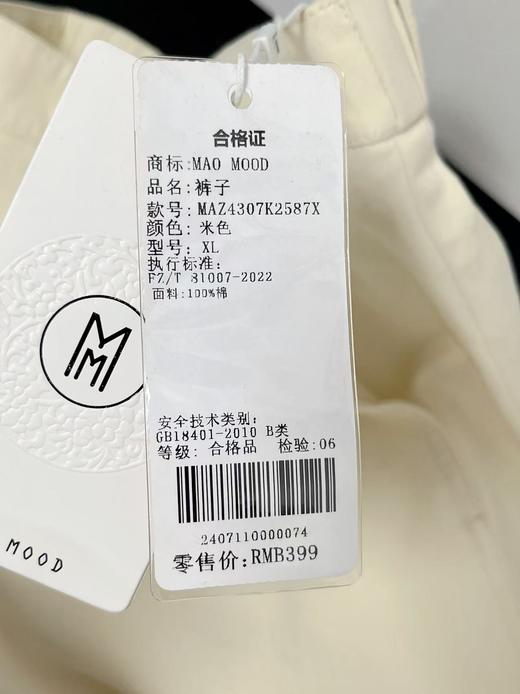 合格证
商标:MAO MOOD
品名:裤子
款号:MAZ4307K2587X
颜色:米色
型号:XL
执行标准:
FZ/T 81007-2022
面料:100%棉
安全技术类别:
GB18401-2010 B类
等级:合格品 检验:06
2407110000074
零售价:RMB399
MM
MOOD